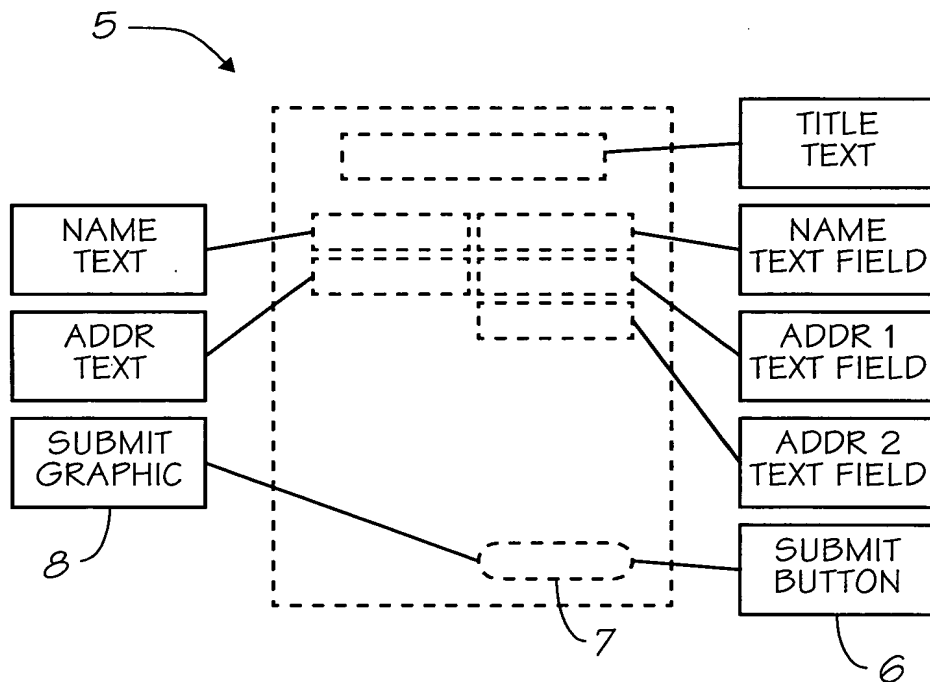 5
TITLE
TEXT
NAME
TEXT
NAME
TEXT FIELD
ADDR
TEXT
ADDR 1
TEXT FIELD
SUBMIT
GRAPHIC
ADDR 2
TEXT FIELD
SUBMIT
BUTTON
8
7
6